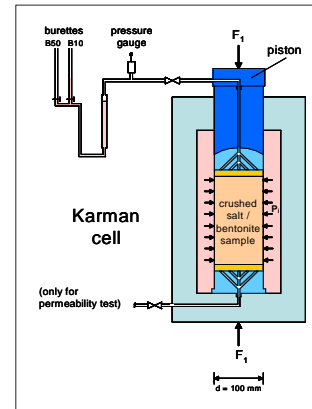 burettes
B50 B10
pressure
gauge
F1
piston
Karman
cell
crushed
salt /
bentonite
sample
Pi
(only for
permeability test)
F1
d = 100 mm